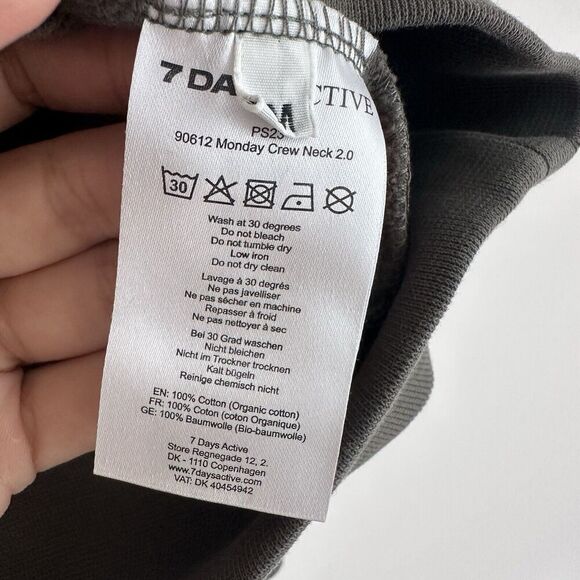 7 DA CTIVE
M
PS23
90612 Monday Crew Neck 2.0
30
Wash at 30 degrees
Do not bleach
Do not tumble dry
Low iron
Do not dry clean
Lavage à 30 degrés
Ne pas javelliser
Ne pas sécher en machine
Repasser à froid
Ne pas nettoyer à sec
Bei 30 Grad waschen
Nicht bleichen
Nicht im Trockner trocknen
Kalt bügeln
Reinige chemisch nicht
EN: 100% Cotton (Organic cotton)
FR: 100% Coton (coton Organique)
GE: 100% Baumwolle (Bio-baumwolle)
7 Days Active
Store Regnegade 12, 2.
DK - 1110 Copenhagen
www.7daysactive.com
VAT: DK 40454942